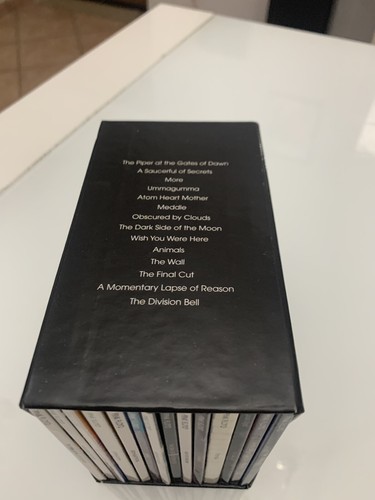 The Piper at the Gates of Dawn
A Saucerful of Secrets
More
Ummagumma
Atom Heart Mother
Meddle
Obscured by Clouds
The Dark Side of the Moon
Wish You Were Here
Animals
The Wall
The Final Cut
A Momentary Lapse of Reason
The Division Bell